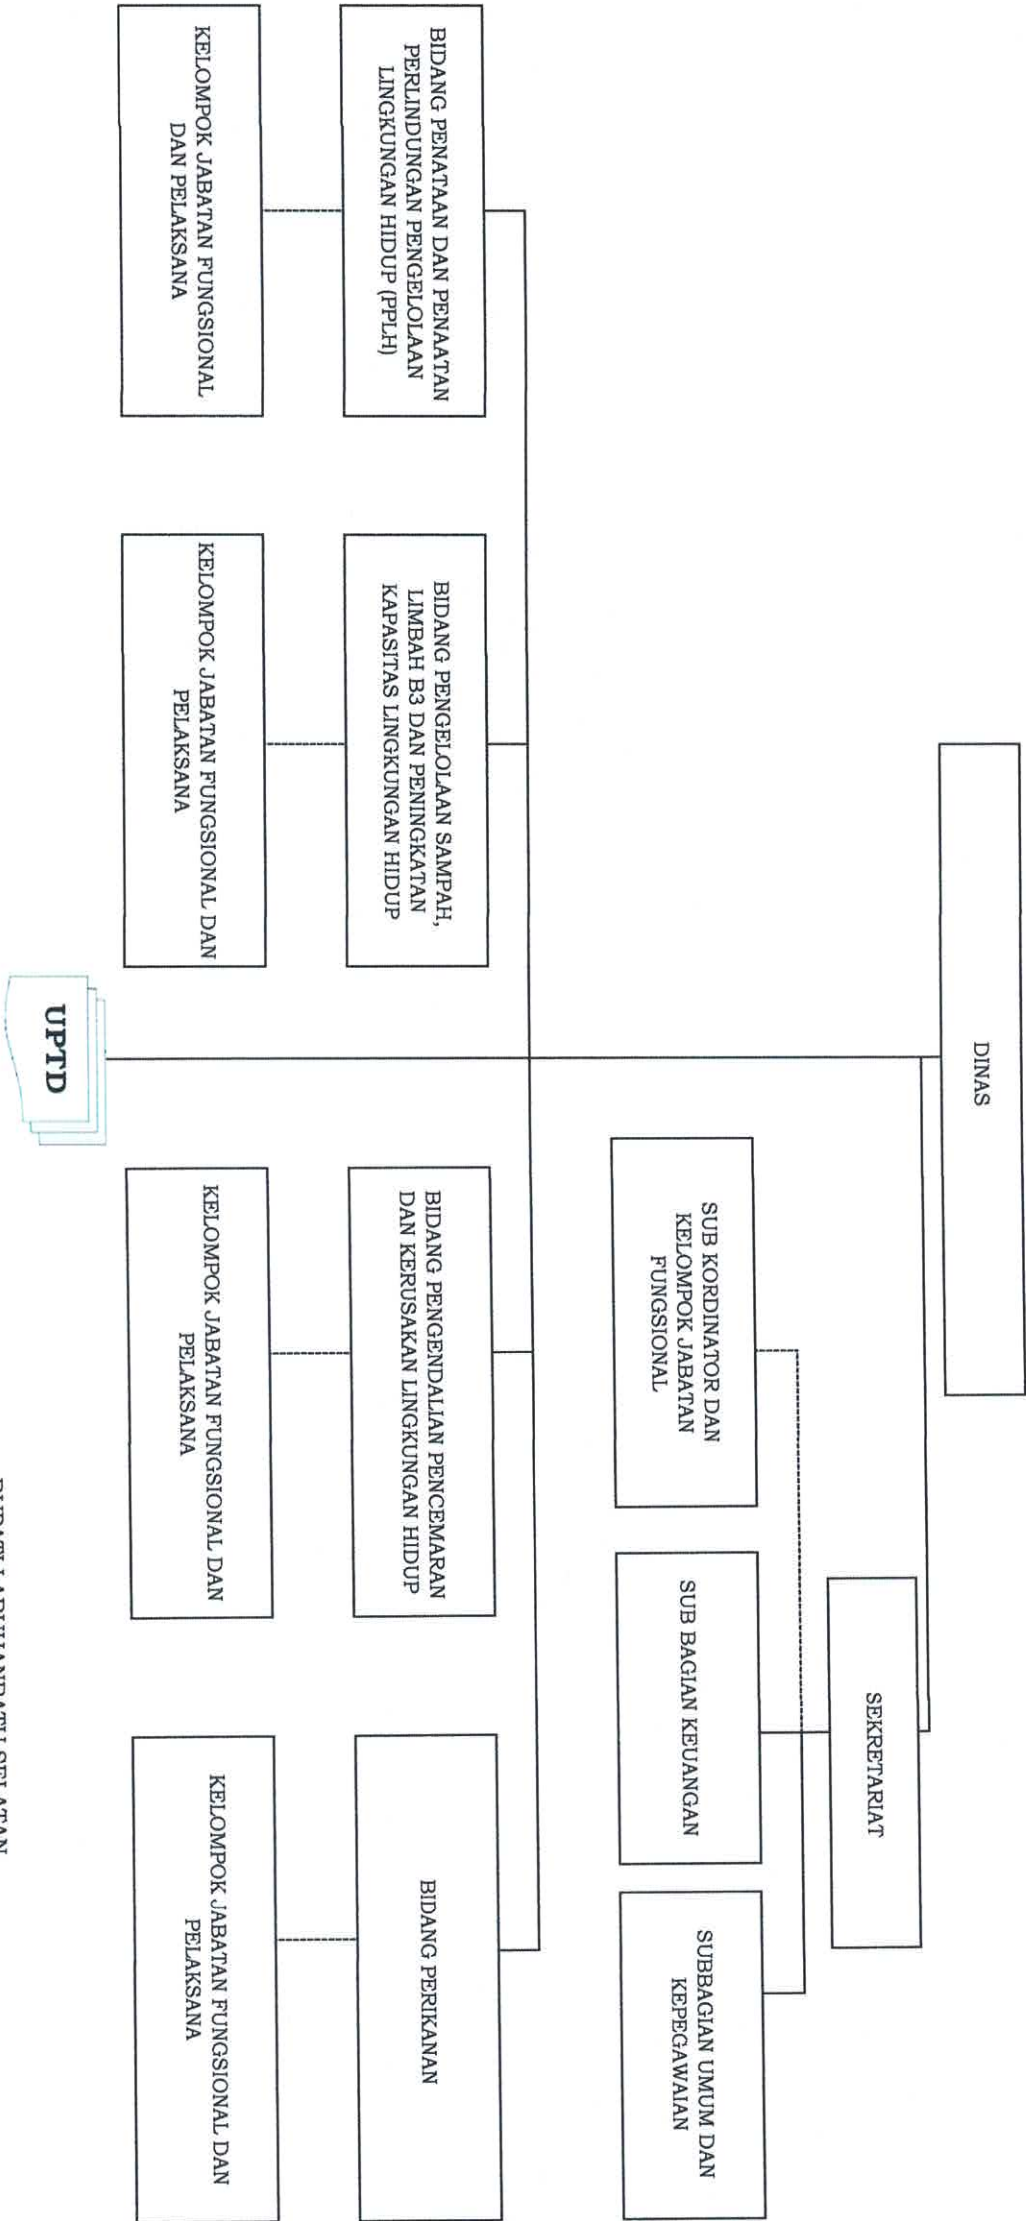 DINAS
SEKRETARIAT
SUB KORDINATOR DAN
KELOMPOK JABATAN
FUNGSIONAL
SUB BAGIAN KEUANGAN
SUBBAGIAN UMUM DAN
KEPEGAWAIAN
BIDANG PENATAAN DAN PENAATAN
PERLINDUNGAN PENGELOLAAN
LINGKUNGAN HIDUP (PPLH)
BIDANG PENGELOLAAN SAMPAH,
LIMBAH B3 DAN PENINGKATAN
KAPASITAS LINGKUNGAN HIDUP
BIDANG PENGENDALIAN PENCEMARAN
DAN KERUSAKAN LINGKUNGAN HIDUP
BIDANG PERIKANAN
KELOMPOK JABATAN FUNGSIONAL
DAN PELAKSANA
KELOMPOK JABATAN FUNGSIONAL DAN
PELAKSANA
KELOMPOK JABATAN FUNGSIONAL DAN
PELAKSANA
KELOMPOK JABATAN FUNGSIONAL DAN
PELAKSANA
UPTD